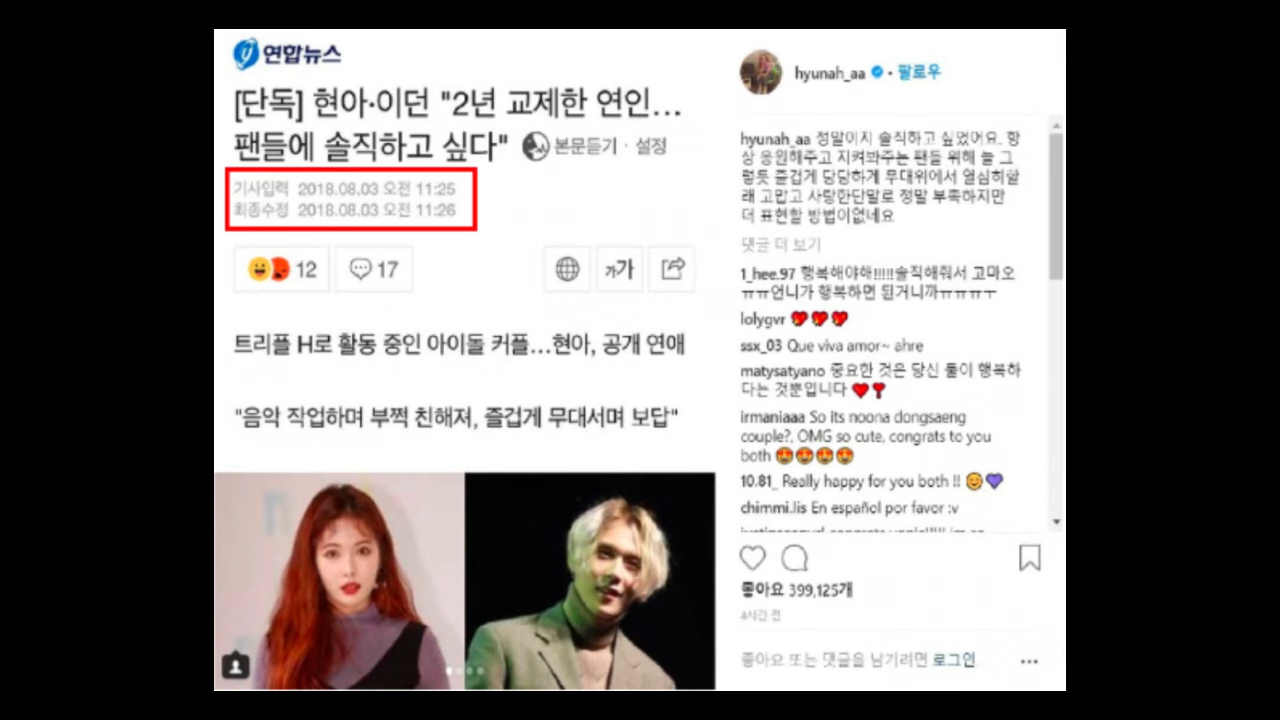 연합뉴스
[단독] 현아·이던 "2년 교제한 연인…
팬들에 솔직하고 싶다" 본문듣기 · 설정
기사입력 2018.08.03 오전 11:25
최종수정 2018.08.03 오전 11:26
12
17
가가
트리플 H로 활동 중인 아이돌 커플…현아, 공개 연애
"음악 작업하며 부쩍 친해져, 즐겁게 무대서며 보답"
hyunah_aa • 팔로우
hyunah_aa 정말이지 솔직하고 싶었어요. 항
상 응원해주고 지켜봐주는 팬들 위해 늘 그
렇듯 즐겁게 당당하게 무대위에서 열심히할
래 고맙고 사랑한단말로 정말 부족하지만
더 표현할 방법이없네요
댓글 더 보기
1_hee.97 행복해야해!!!!!솔직해줘서 고마오
ㅠㅠ언니가 행복하면 된거니까ㅠㅠㅠㅜ
lolygvr ❤️❤️❤️
ssx_03 Que viva amor~ ahre
matysatyano 중요한 것은 당신 둘이 행복하
다는 것뿐입니다 ❤️❣️
irmaniaaa So its noona dongsaeng
couple?, OMG so cute, congrats to you
both 😍😍😍😍
10.81_ Really happy for you both !! 😊💜
chimmi.lis En español por favor :v
좋아요 399,125개
4시간 전
좋아요 또는 댓글을 남기려면 로그인